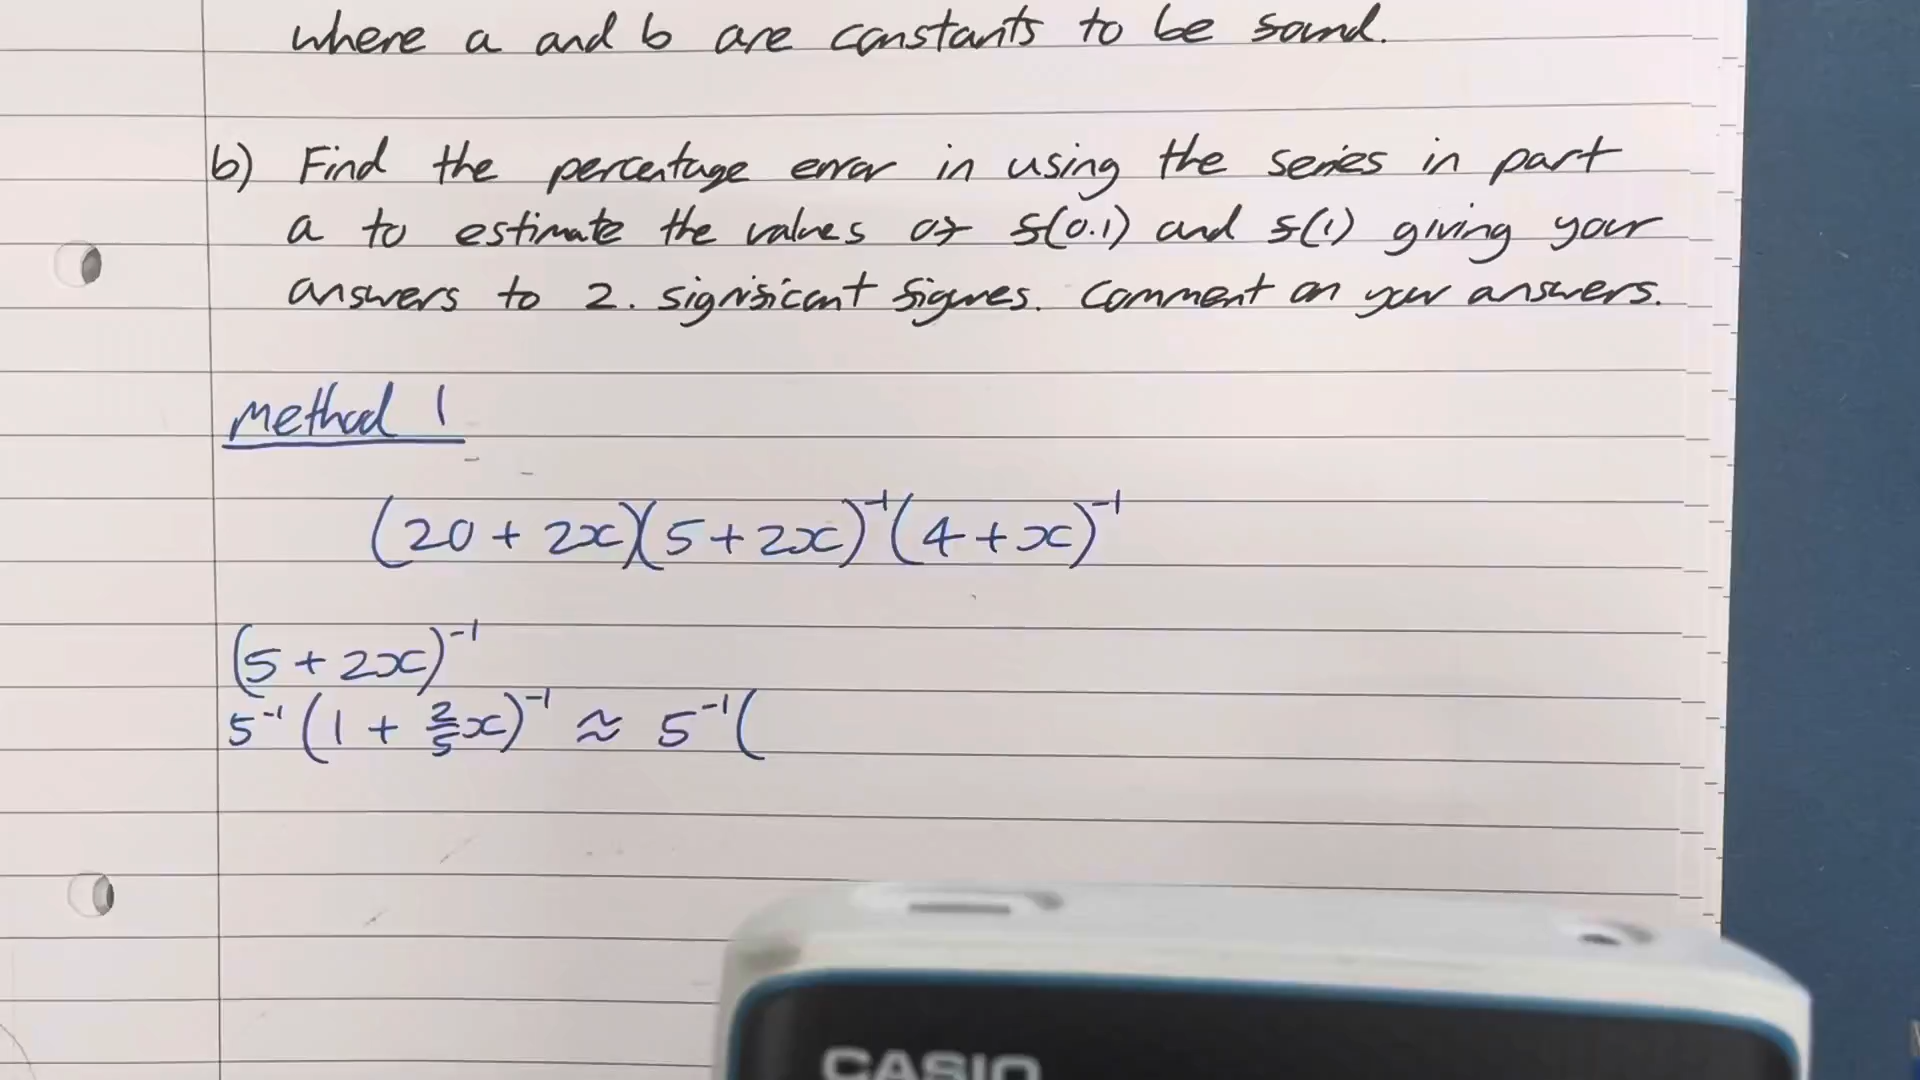 where a and b are constants to be found.
b) Find the percentage error in using the series in part
a to estimate the values of f(0.1) and f(1) giving your
answers to 2. significant figures. Comment on your answers.
Method 1
(20 + 2x)(5 + 2x)⁻¹(4 + x)⁻¹
(5 + 2x)⁻¹
5⁻¹(1 + 2/5x)⁻¹ ≈ 5⁻¹(
CASIO